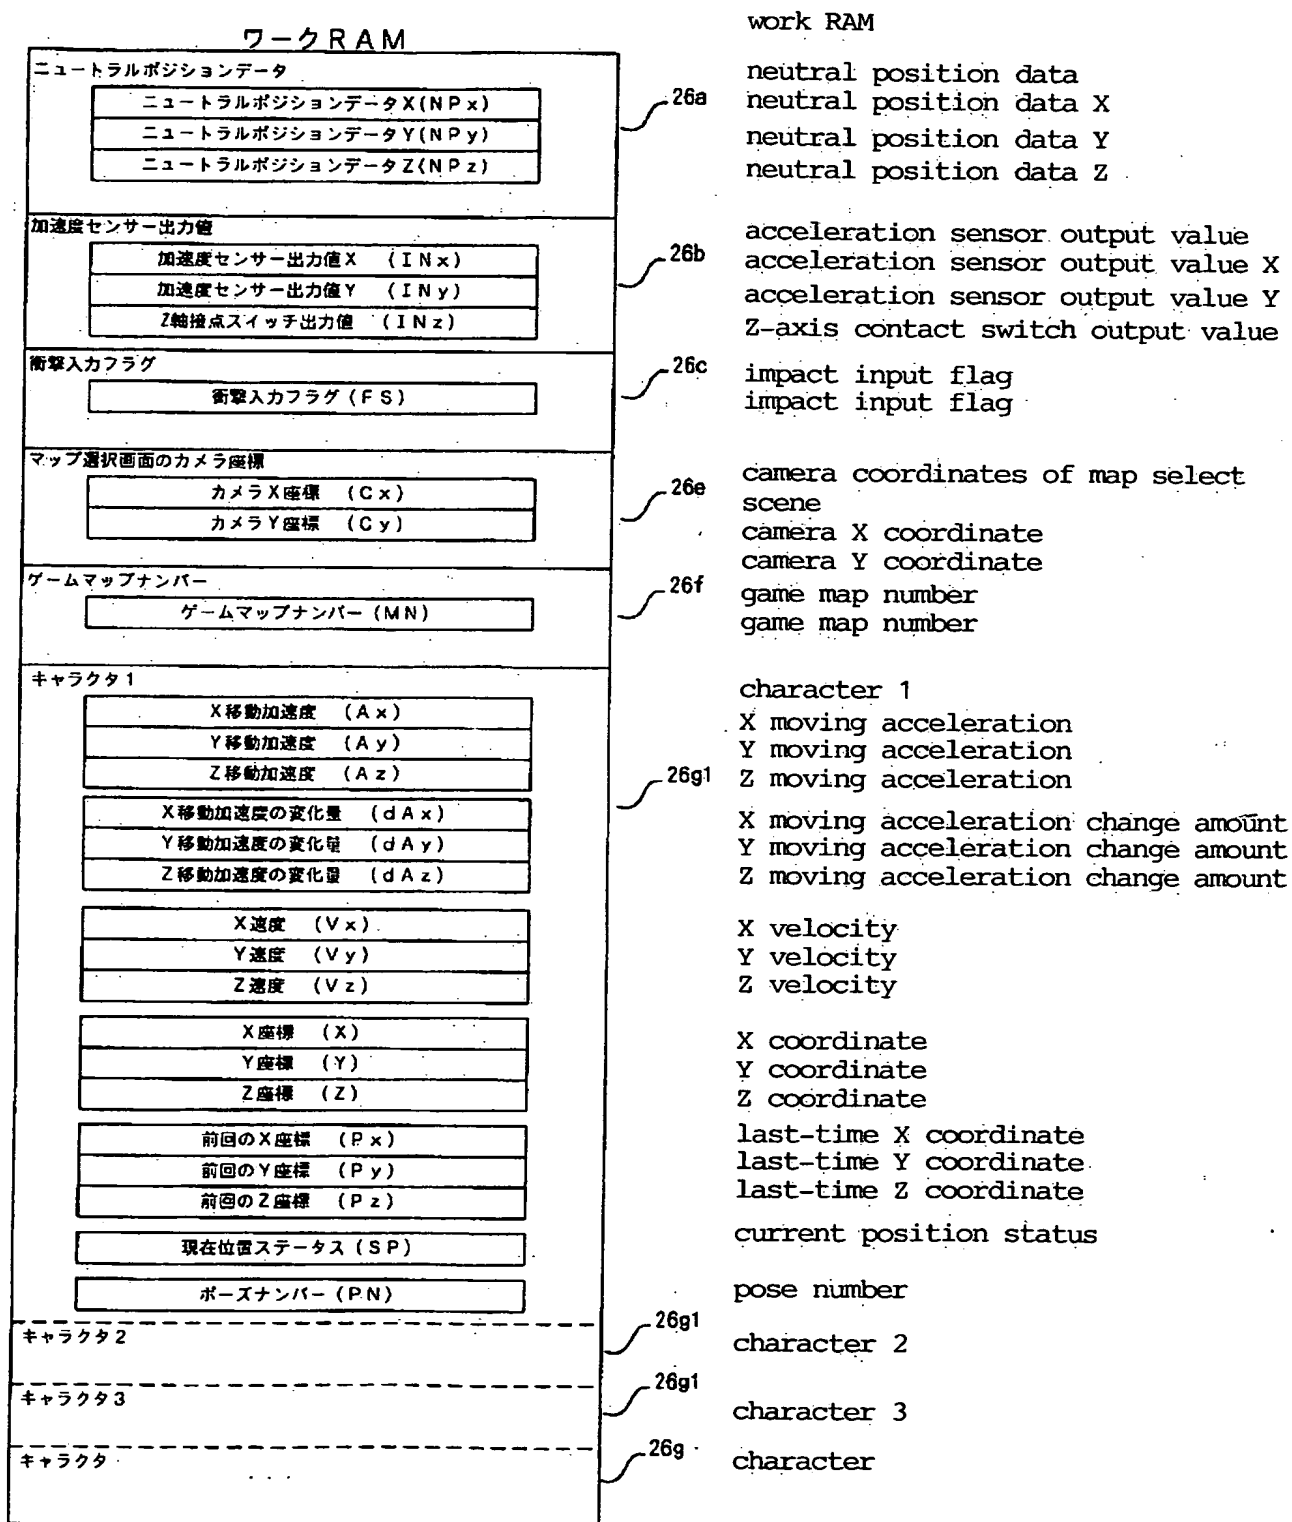 ワークRAM
work RAM
ニュートラルポジションデータ
neutral position data
ニュートラルポジションデータX(NPx)
26a
neutral position data X
ニュートラルポジションデータY(NPy)
neutral position data Y
ニュートラルポジションデータZ(NPz)
neutral position data Z
加速度センサー出力値
acceleration sensor output value
加速度センサー出力値X (INx)
26b
acceleration sensor output value X
加速度センサー出力値Y (INy)
acceleration sensor output value Y
Z軸接点スイッチ出力値 (INz)
Z-axis contact switch output value
衝撃入力フラグ
26c
impact input flag
衝撃入力フラグ(FS)
impact input flag
マップ選択画面のカメラ座標
camera coordinates of map select
scene
カメラX座標 (Cx)
26e
camera X coordinate
カメラY座標 (Cy)
camera Y coordinate
ゲームマップナンバー
26f
game map number
ゲームマップナンバー(MN)
game map number
キャラクタ1
character 1
X移動加速度 (Ax)
X moving acceleration
Y移動加速度 (Ay)
Y moving acceleration
Z移動加速度 (Az)
26g1
Z moving acceleration
X移動加速度の変化量 (dAx)
X moving acceleration change amount
Y移動加速度の変化量 (dAy)
Y moving acceleration change amount
Z移動加速度の変化量 (dAz)
Z moving acceleration change amount
X速度 (Vx)
X velocity
Y速度 (Vy)
Y velocity
Z速度 (Vz)
Z velocity
X座標 (X)
X coordinate
Y座標 (Y)
Y coordinate
Z座標 (Z)
Z coordinate
前回のX座標 (Px)
last-time X coordinate
前回のY座標 (Py)
last-time Y coordinate
前回のZ座標 (Pz)
last-time Z coordinate
現在位置ステータス(SP)
current position status
ポーズナンバー(PN)
pose number
キャラクタ2
26g1
character 2
キャラクタ3
26g1
character 3
キャラクタ
26g
character
...